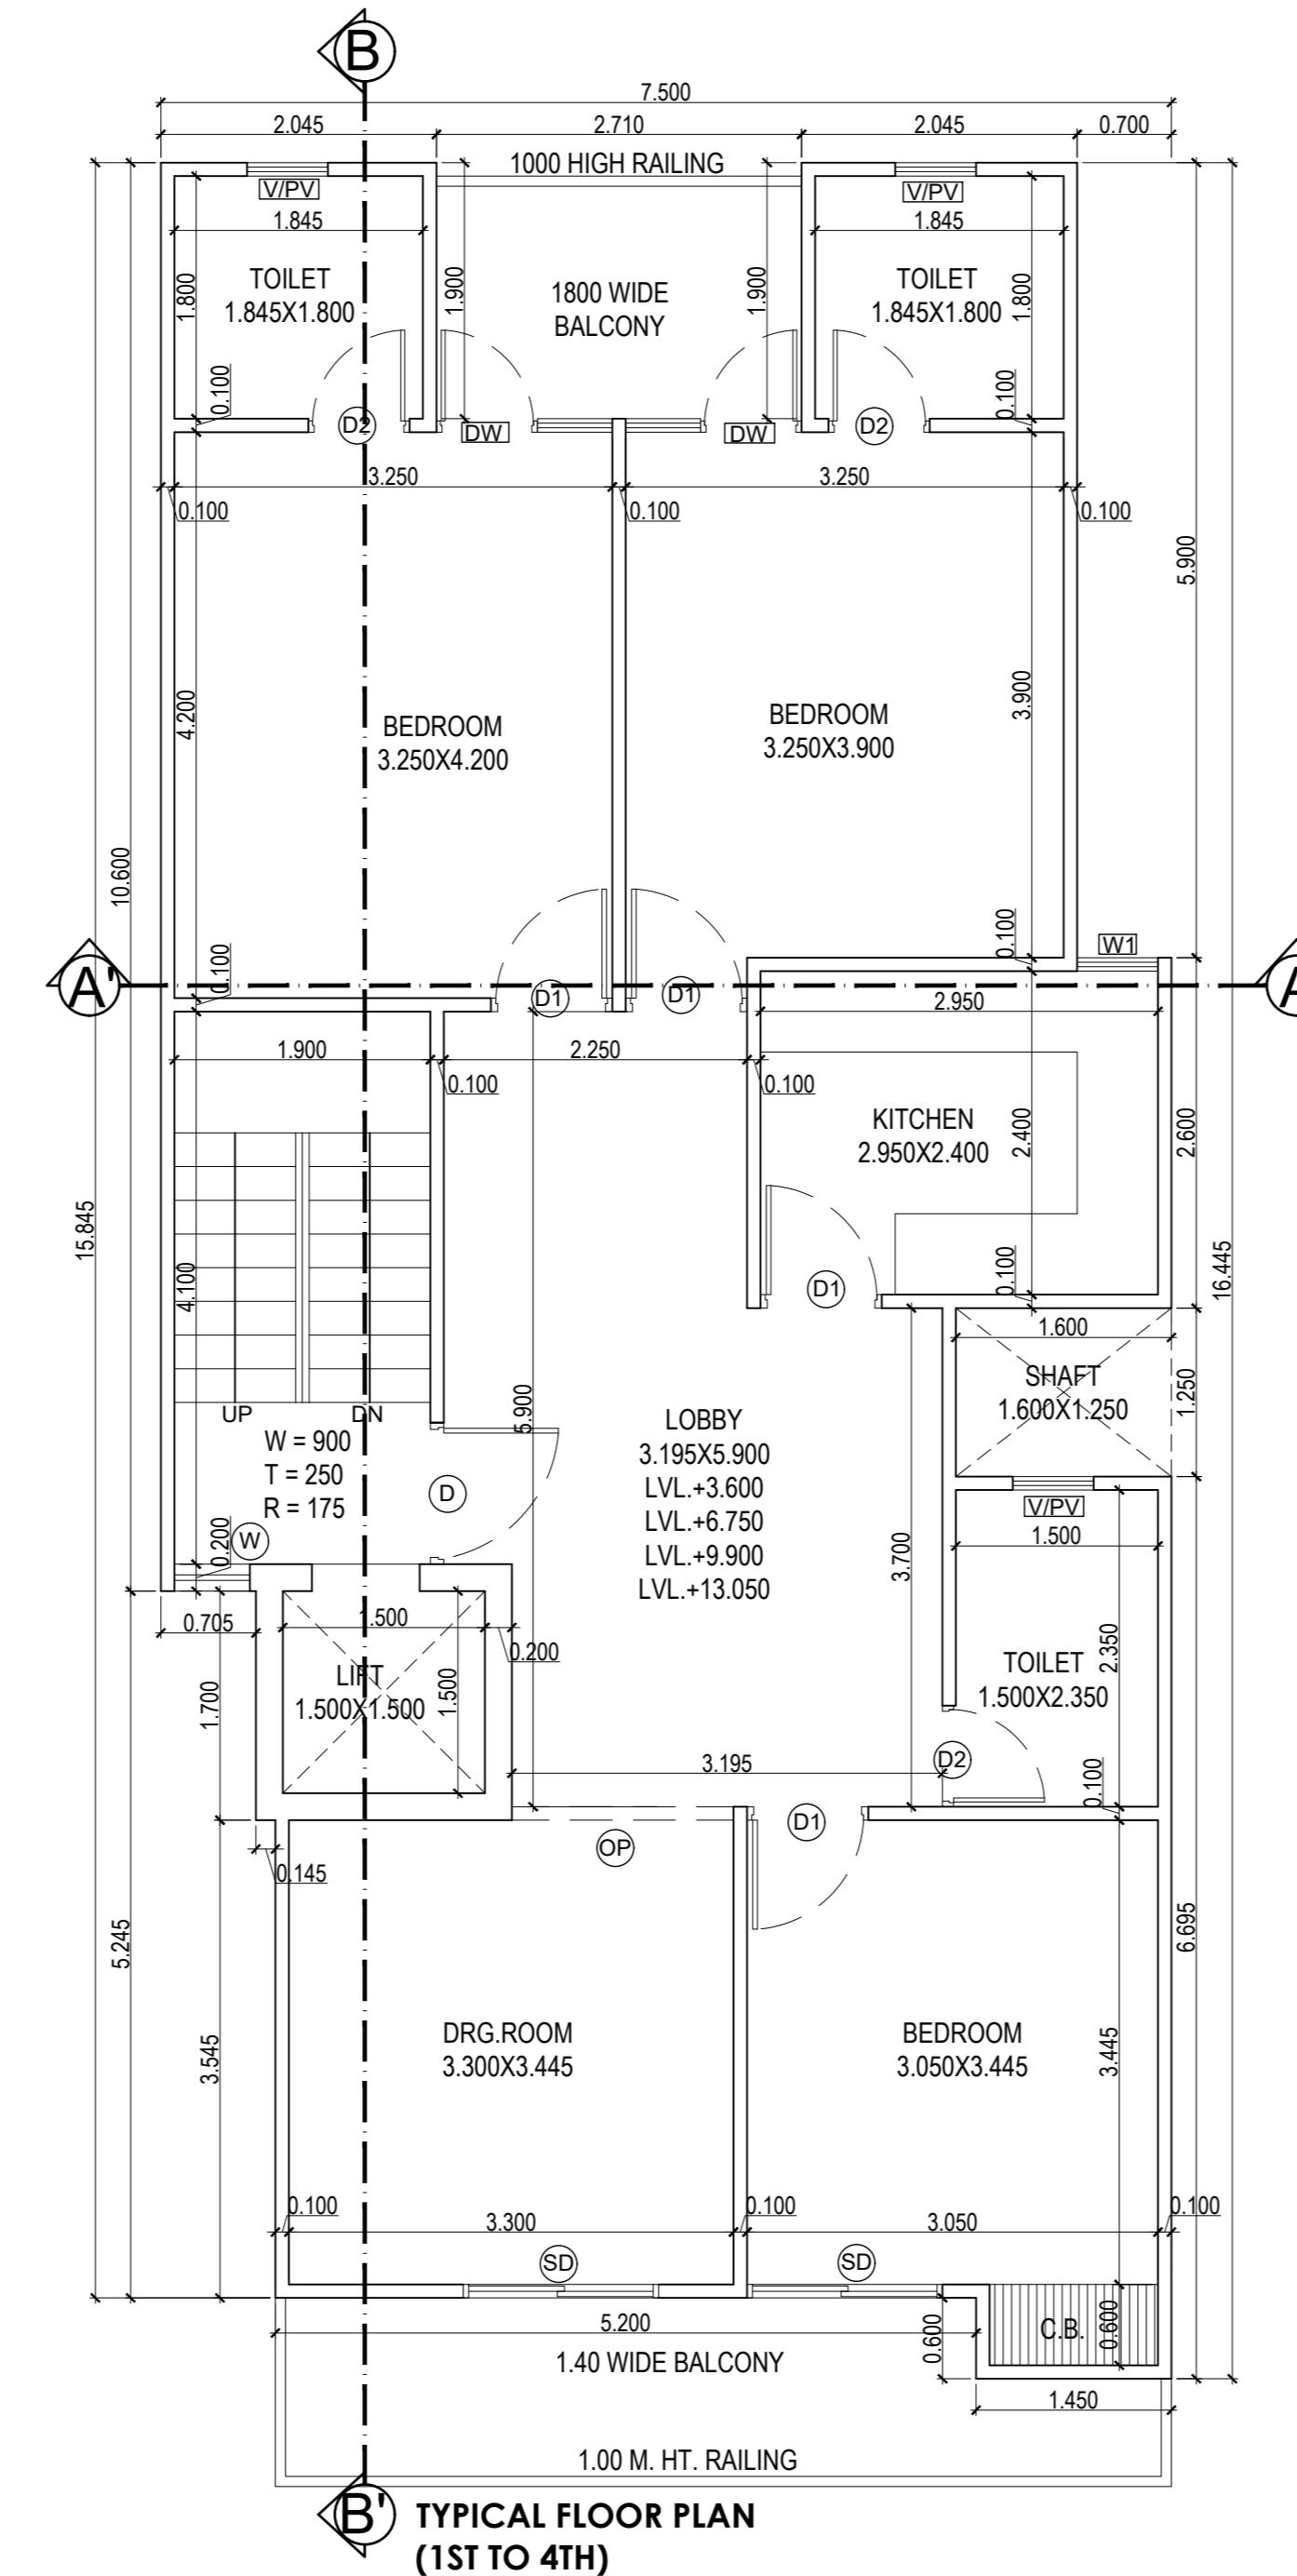 B
7.500
2.045
2.710
2.045
0.700
1000 HIGH RAILING
V/PV
V/PV
1.845
1.845
1.800
TOILET
1.845X1.800
1.900
1800 WIDE
BALCONY
1.900
TOILET
1.845X1.800
1.800
0.100
0.100
D2
DW
DW
D2
3.250
3.250
0.100
0.100
0.100
5.900
4.200
BEDROOM
3.250X4.200
BEDROOM
3.250X3.900
3.900
10.600
0.100
0.100
W1
A'
D1
D1
A
2.950
1.900
2.250
0.100
0.100
KITCHEN
2.950X2.400
2.400
2.600
15.845
4.100
0.100
D1
16.445
1.600
SHAFT
1.600X1.250
1.250
UP
DN
5.900
W = 900
T = 250
R = 175
LOBBY
3.195X5.900
LVL.+3.600
LVL.+6.750
LVL.+9.900
LVL.+13.050
D
V/PV
1.500
0.200
W
3.700
0.705
1.500
0.200
LIFT
1.500X1.500
1.500
1.700
TOILET
1.500X2.350
2.350
3.195
D2
0.100
D1
OP
0.145
5.245
6.695
3.545
DRG.ROOM
3.300X3.445
BEDROOM
3.050X3.445
3.445
0.100
3.300
0.100
3.050
0.100
SD
SD
5.200
0.600
C.B.
0.600
1.40 WIDE BALCONY
1.450
1.00 M. HT. RAILING
B'
TYPICAL FLOOR PLAN
(1ST TO 4TH)